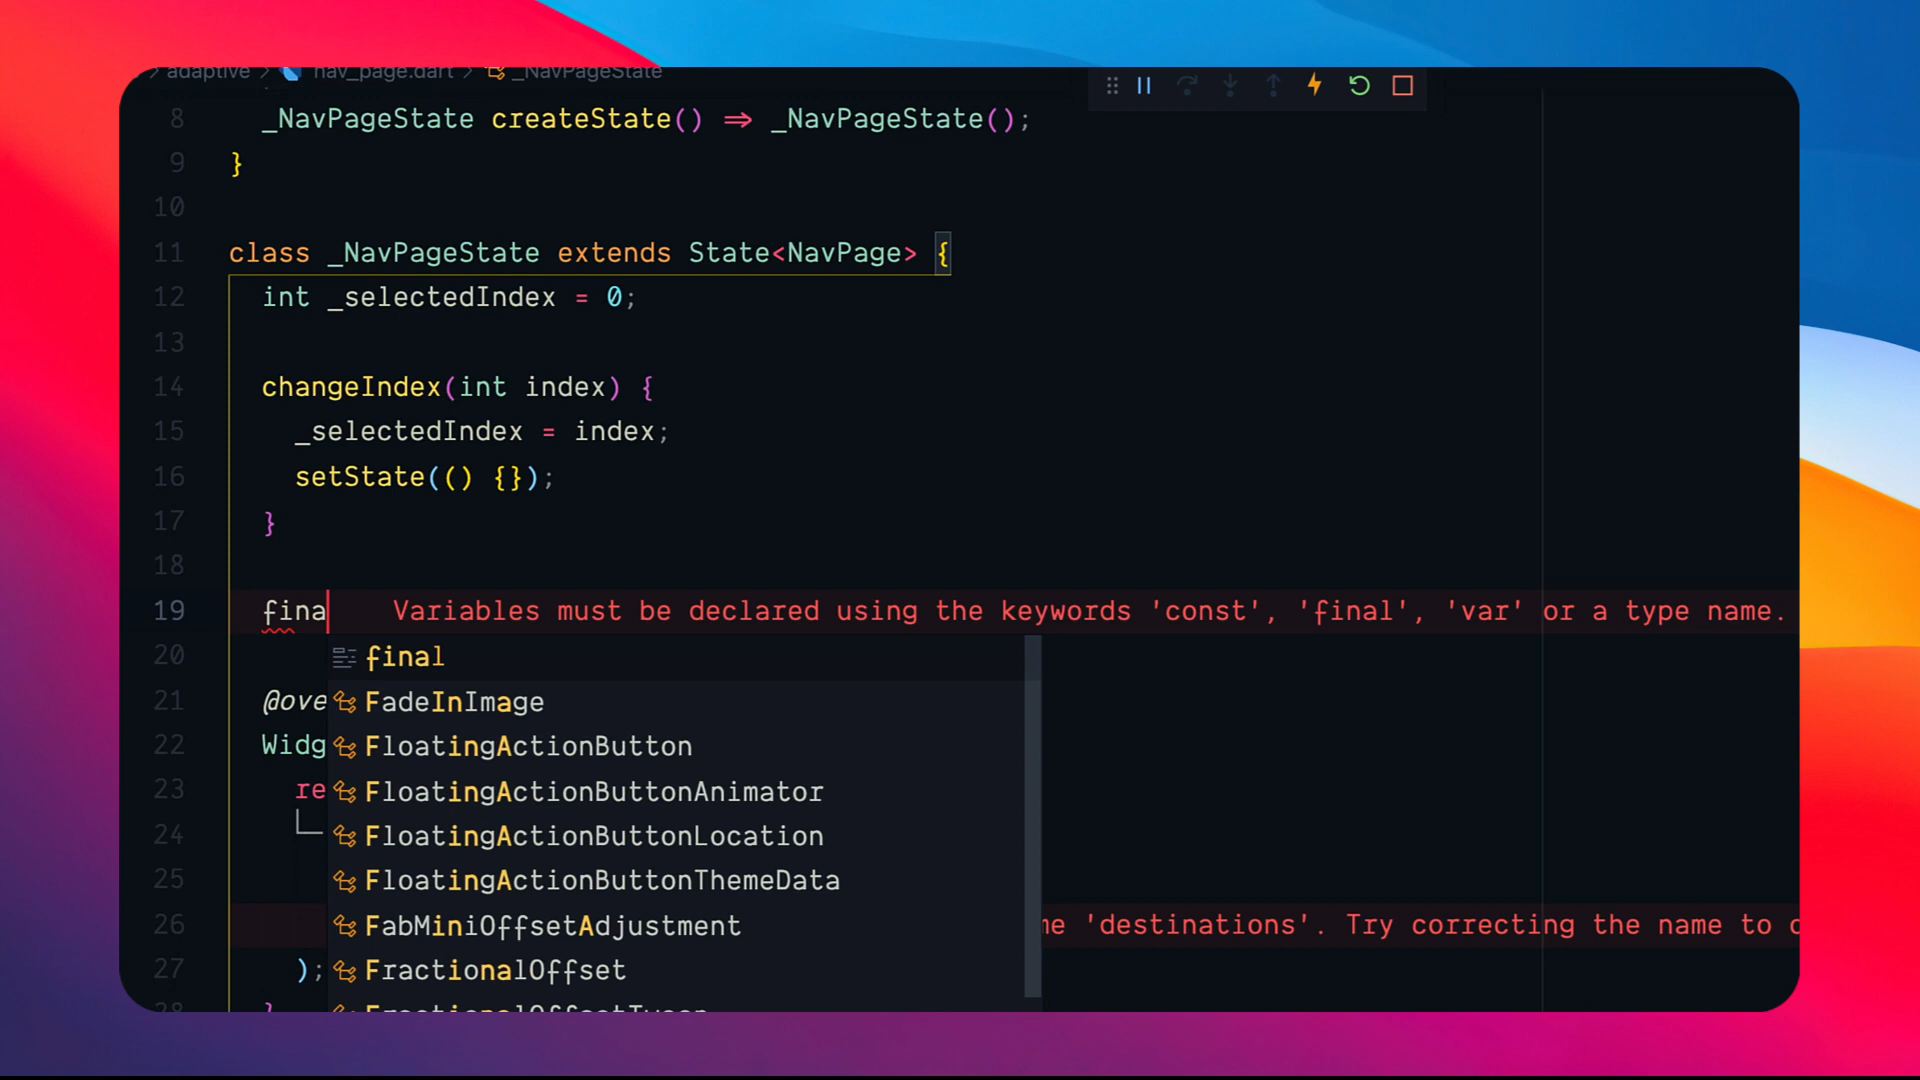 adaptive > nav_page.dart > _NavPageState
8 _NavPageState createState() => _NavPageState();
9 }
10
11 class _NavPageState extends State<NavPage> {
12 int _selectedIndex = 0;
13
14 changeIndex(int index) {
15 _selectedIndex = index;
16 setState(() {});
17 }
18
19 fina Variables must be declared using the keywords 'const', 'final', 'var' or a type name.
20 final
21 @ove FadeInImage
22 Widg FloatingActionButton
23 re FloatingActionButtonAnimator
24 FloatingActionButtonLocation
25 FloatingActionButtonThemeData
26 FabMiniOffsetAdjustment me 'destinations'. Try correcting the name to
27 ); FractionalOffset
28 } FractionalOffsetTween